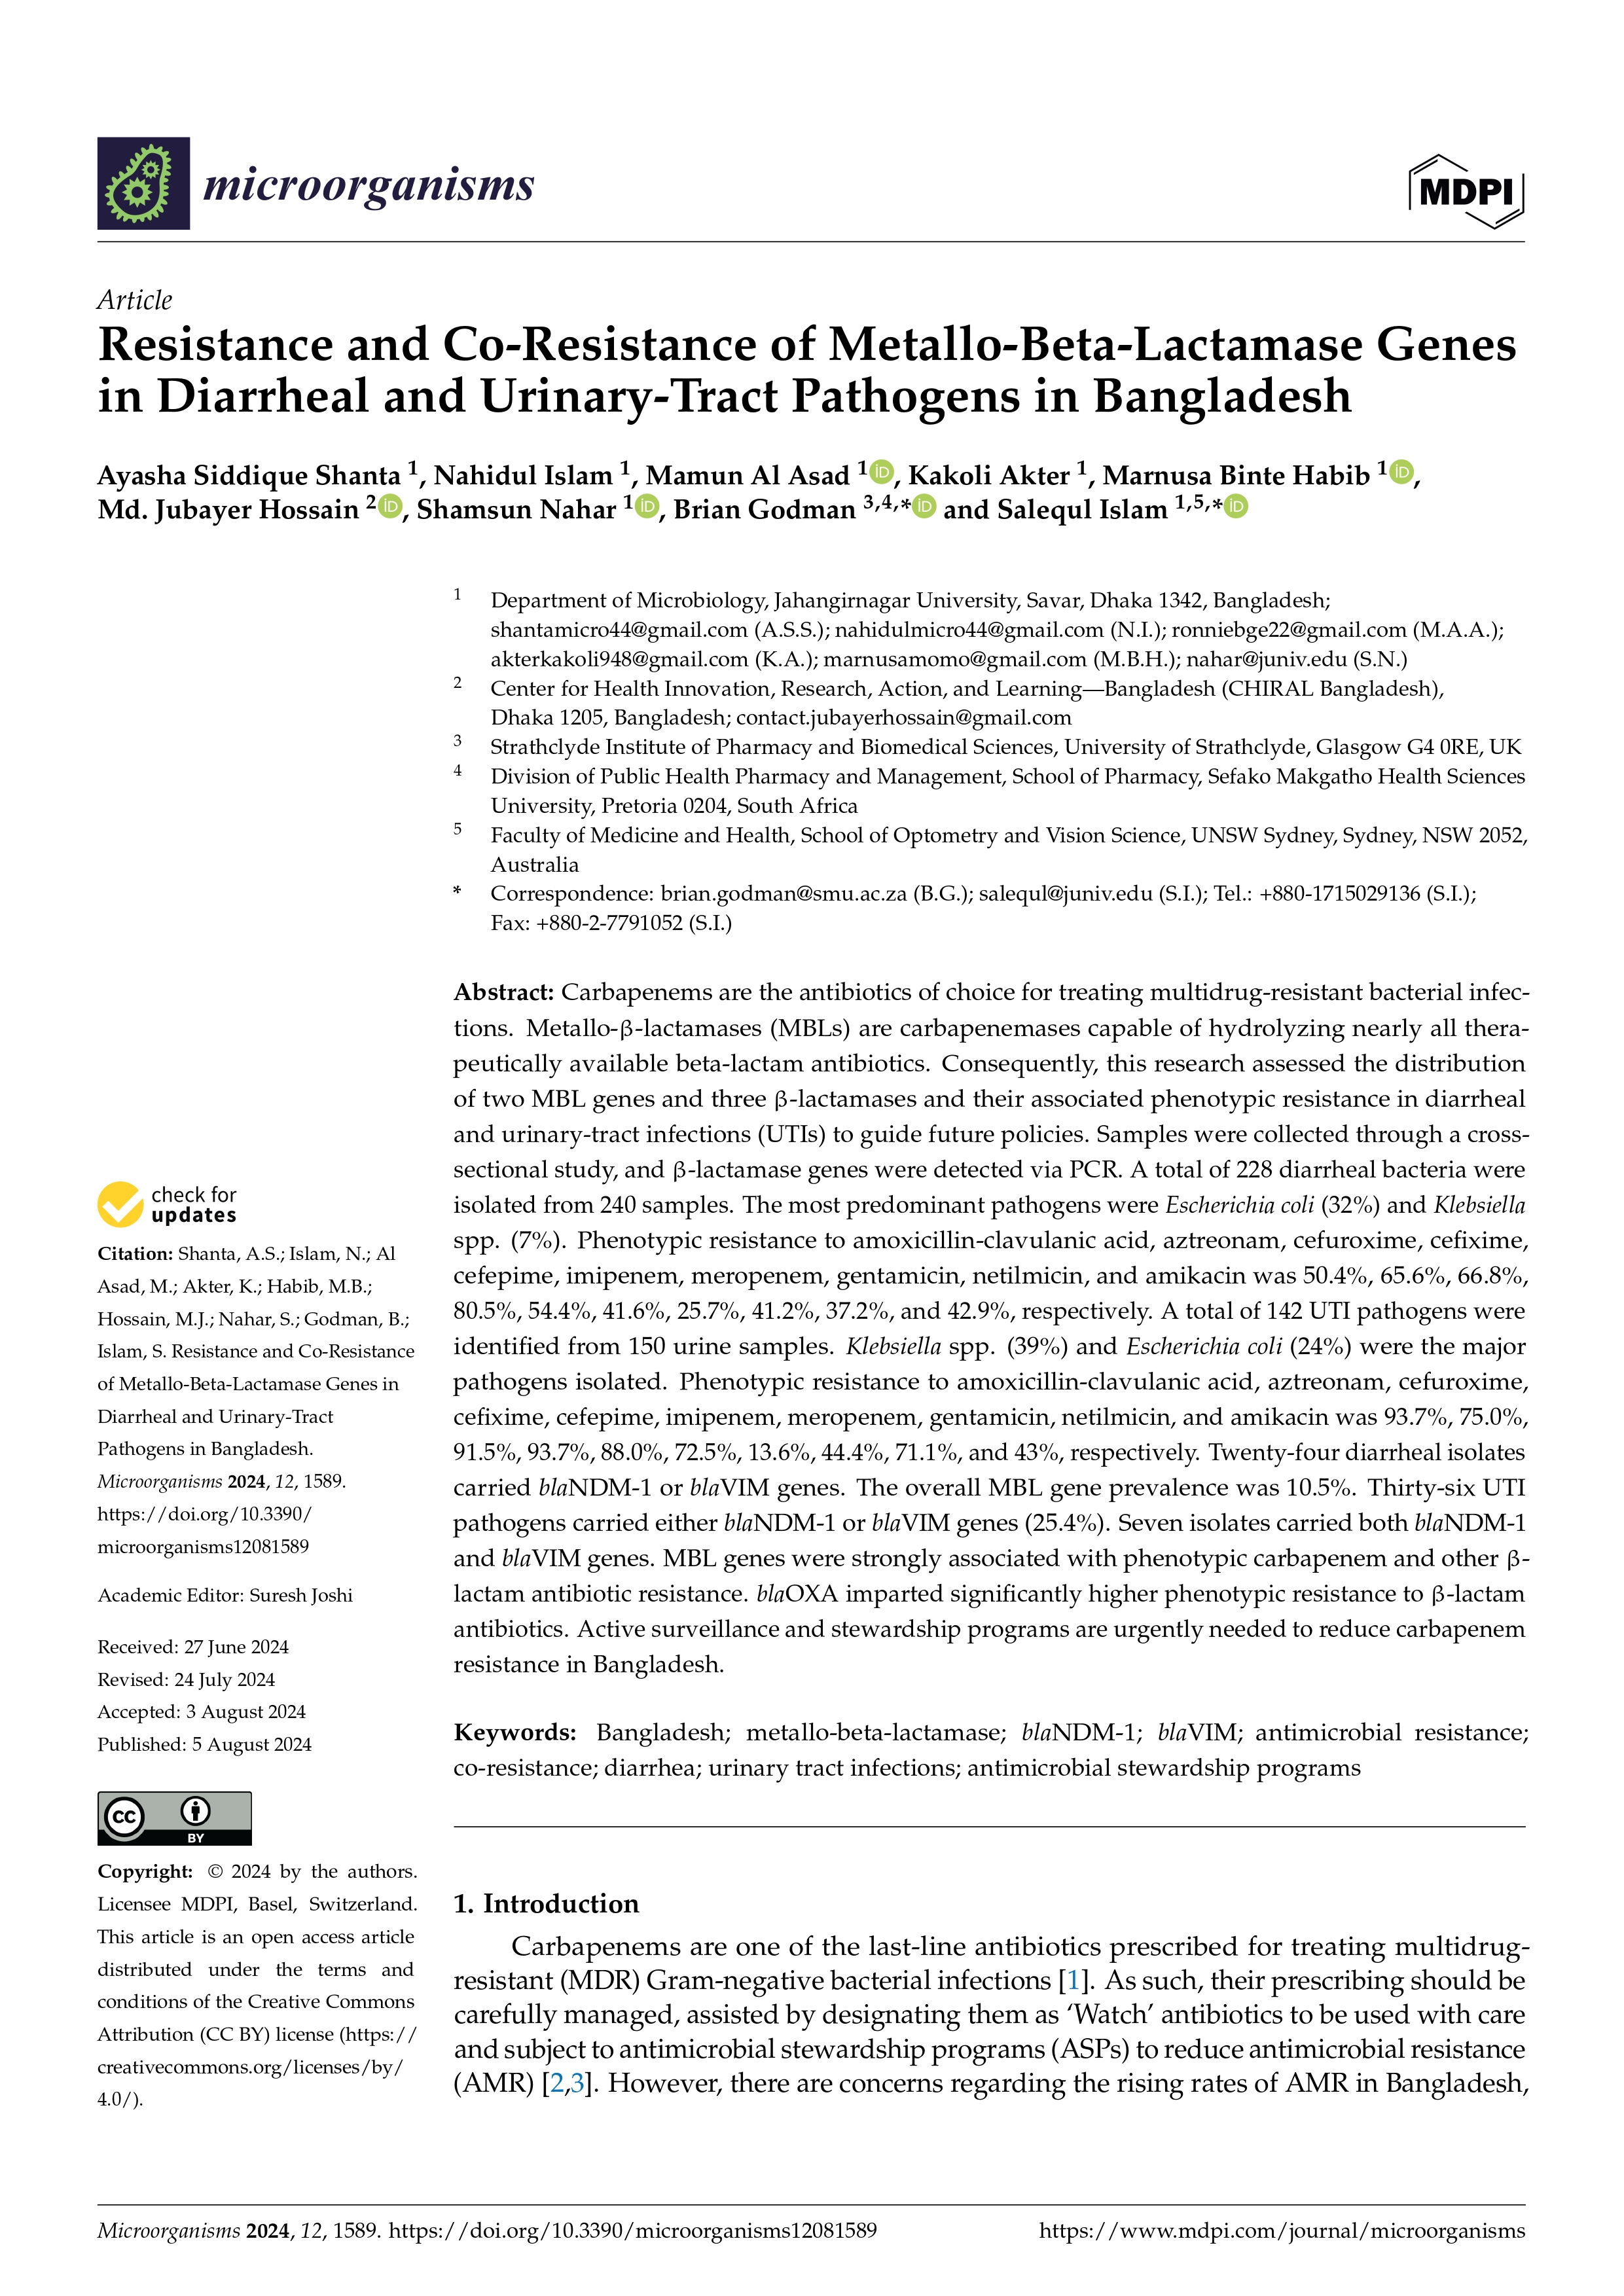 microorganisms
MDPI
Article
Resistance and Co-Resistance of Metallo-Beta-Lactamase Genes
in Diarrheal and Urinary-Tract Pathogens in Bangladesh
Ayasha Siddique Shanta 1, Nahidul Islam 1, Mamun Al Asad 1 iD, Kakoli Akter 1, Marnusa Binte Habib 1 iD,
Md. Jubayer Hossain 2 iD, Shamsun Nahar 1 iD, Brian Godman 3,4,* iD and Salequl Islam 1,5,* iD
1 Department of Microbiology, Jahangirnagar University, Savar, Dhaka 1342, Bangladesh;
shantamicro44@gmail.com (A.S.S.); nahidulmicro44@gmail.com (N.I.); ronniebge22@gmail.com (M.A.A.);
akterkakoli948@gmail.com (K.A.); marnusamomo@gmail.com (M.B.H.); nahar@juniv.edu (S.N.)
2 Center for Health Innovation, Research, Action, and Learning—Bangladesh (CHIRAL Bangladesh),
Dhaka 1205, Bangladesh; contact.jubayerhossain@gmail.com
3 Strathclyde Institute of Pharmacy and Biomedical Sciences, University of Strathclyde, Glasgow G4 0RE, UK
4 Division of Public Health Pharmacy and Management, School of Pharmacy, Sefako Makgatho Health Sciences
University, Pretoria 0204, South Africa
5 Faculty of Medicine and Health, School of Optometry and Vision Science, UNSW Sydney, Sydney, NSW 2052,
Australia
* Correspondence: brian.godman@smu.ac.za (B.G.); salequl@juniv.edu (S.I.); Tel.: +880-1715029136 (S.I.);
Fax: +880-2-7791052 (S.I.)
Abstract: Carbapenems are the antibiotics of choice for treating multidrug-resistant bacterial infec-
tions. Metallo-β-lactamases (MBLs) are carbapenemases capable of hydrolyzing nearly all thera-
peutically available beta-lactam antibiotics. Consequently, this research assessed the distribution
of two MBL genes and three β-lactamases and their associated phenotypic resistance in diarrheal
and urinary-tract infections (UTIs) to guide future policies. Samples were collected through a cross-
sectional study, and β-lactamase genes were detected via PCR. A total of 228 diarrheal bacteria were
isolated from 240 samples. The most predominant pathogens were Escherichia coli (32%) and Klebsiella
spp. (7%). Phenotypic resistance to amoxicillin-clavulanic acid, aztreonam, cefuroxime, cefixime,
cefepime, imipenem, meropenem, gentamicin, netilmicin, and amikacin was 50.4%, 65.6%, 66.8%,
80.5%, 54.4%, 41.6%, 25.7%, 41.2%, 37.2%, and 42.9%, respectively. A total of 142 UTI pathogens were
identified from 150 urine samples. Klebsiella spp. (39%) and Escherichia coli (24%) were the major
pathogens isolated. Phenotypic resistance to amoxicillin-clavulanic acid, aztreonam, cefuroxime,
cefixime, cefepime, imipenem, meropenem, gentamicin, netilmicin, and amikacin was 93.7%, 75.0%,
91.5%, 93.7%, 88.0%, 72.5%, 13.6%, 44.4%, 71.1%, and 43%, respectively. Twenty-four diarrheal isolates
carried blaNDM-1 or blaVIM genes. The overall MBL gene prevalence was 10.5%. Thirty-six UTI
pathogens carried either blaNDM-1 or blaVIM genes (25.4%). Seven isolates carried both blaNDM-1
and blaVIM genes. MBL genes were strongly associated with phenotypic carbapenem and other β-
lactam antibiotic resistance. blaOXA imparted significantly higher phenotypic resistance to β-lactam
antibiotics. Active surveillance and stewardship programs are urgently needed to reduce carbapenem
resistance in Bangladesh.
Keywords: Bangladesh; metallo-beta-lactamase; blaNDM-1; blaVIM; antimicrobial resistance;
co-resistance; diarrhea; urinary tract infections; antimicrobial stewardship programs
check for
updates
Citation: Shanta, A.S.; Islam, N.; Al
Asad, M.; Akter, K.; Habib, M.B.;
Hossain, M.J.; Nahar, S.; Godman, B.;
Islam, S. Resistance and Co-Resistance
of Metallo-Beta-Lactamase Genes in
Diarrheal and Urinary-Tract
Pathogens in Bangladesh.
Microorganisms 2024, 12, 1589.
https://doi.org/10.3390/
microorganisms12081589
Academic Editor: Suresh Joshi
Received: 27 June 2024
Revised: 24 July 2024
Accepted: 3 August 2024
Published: 5 August 2024
CC BY
Copyright: © 2024 by the authors.
Licensee MDPI, Basel, Switzerland.
This article is an open access article
distributed under the terms and
conditions of the Creative Commons
Attribution (CC BY) license (https://
creativecommons.org/licenses/by/
4.0/).
1. Introduction
Carbapenems are one of the last-line antibiotics prescribed for treating multidrug-
resistant (MDR) Gram-negative bacterial infections [1]. As such, their prescribing should be
carefully managed, assisted by designating them as ‘Watch’ antibiotics to be used with care
and subject to antimicrobial stewardship programs (ASPs) to reduce antimicrobial resistance
(AMR) [2,3]. However, there are concerns regarding the rising rates of AMR in Bangladesh,
Microorganisms 2024, 12, 1589. https://doi.org/10.3390/microorganisms12081589
https://www.mdpi.com/journal/microorganisms